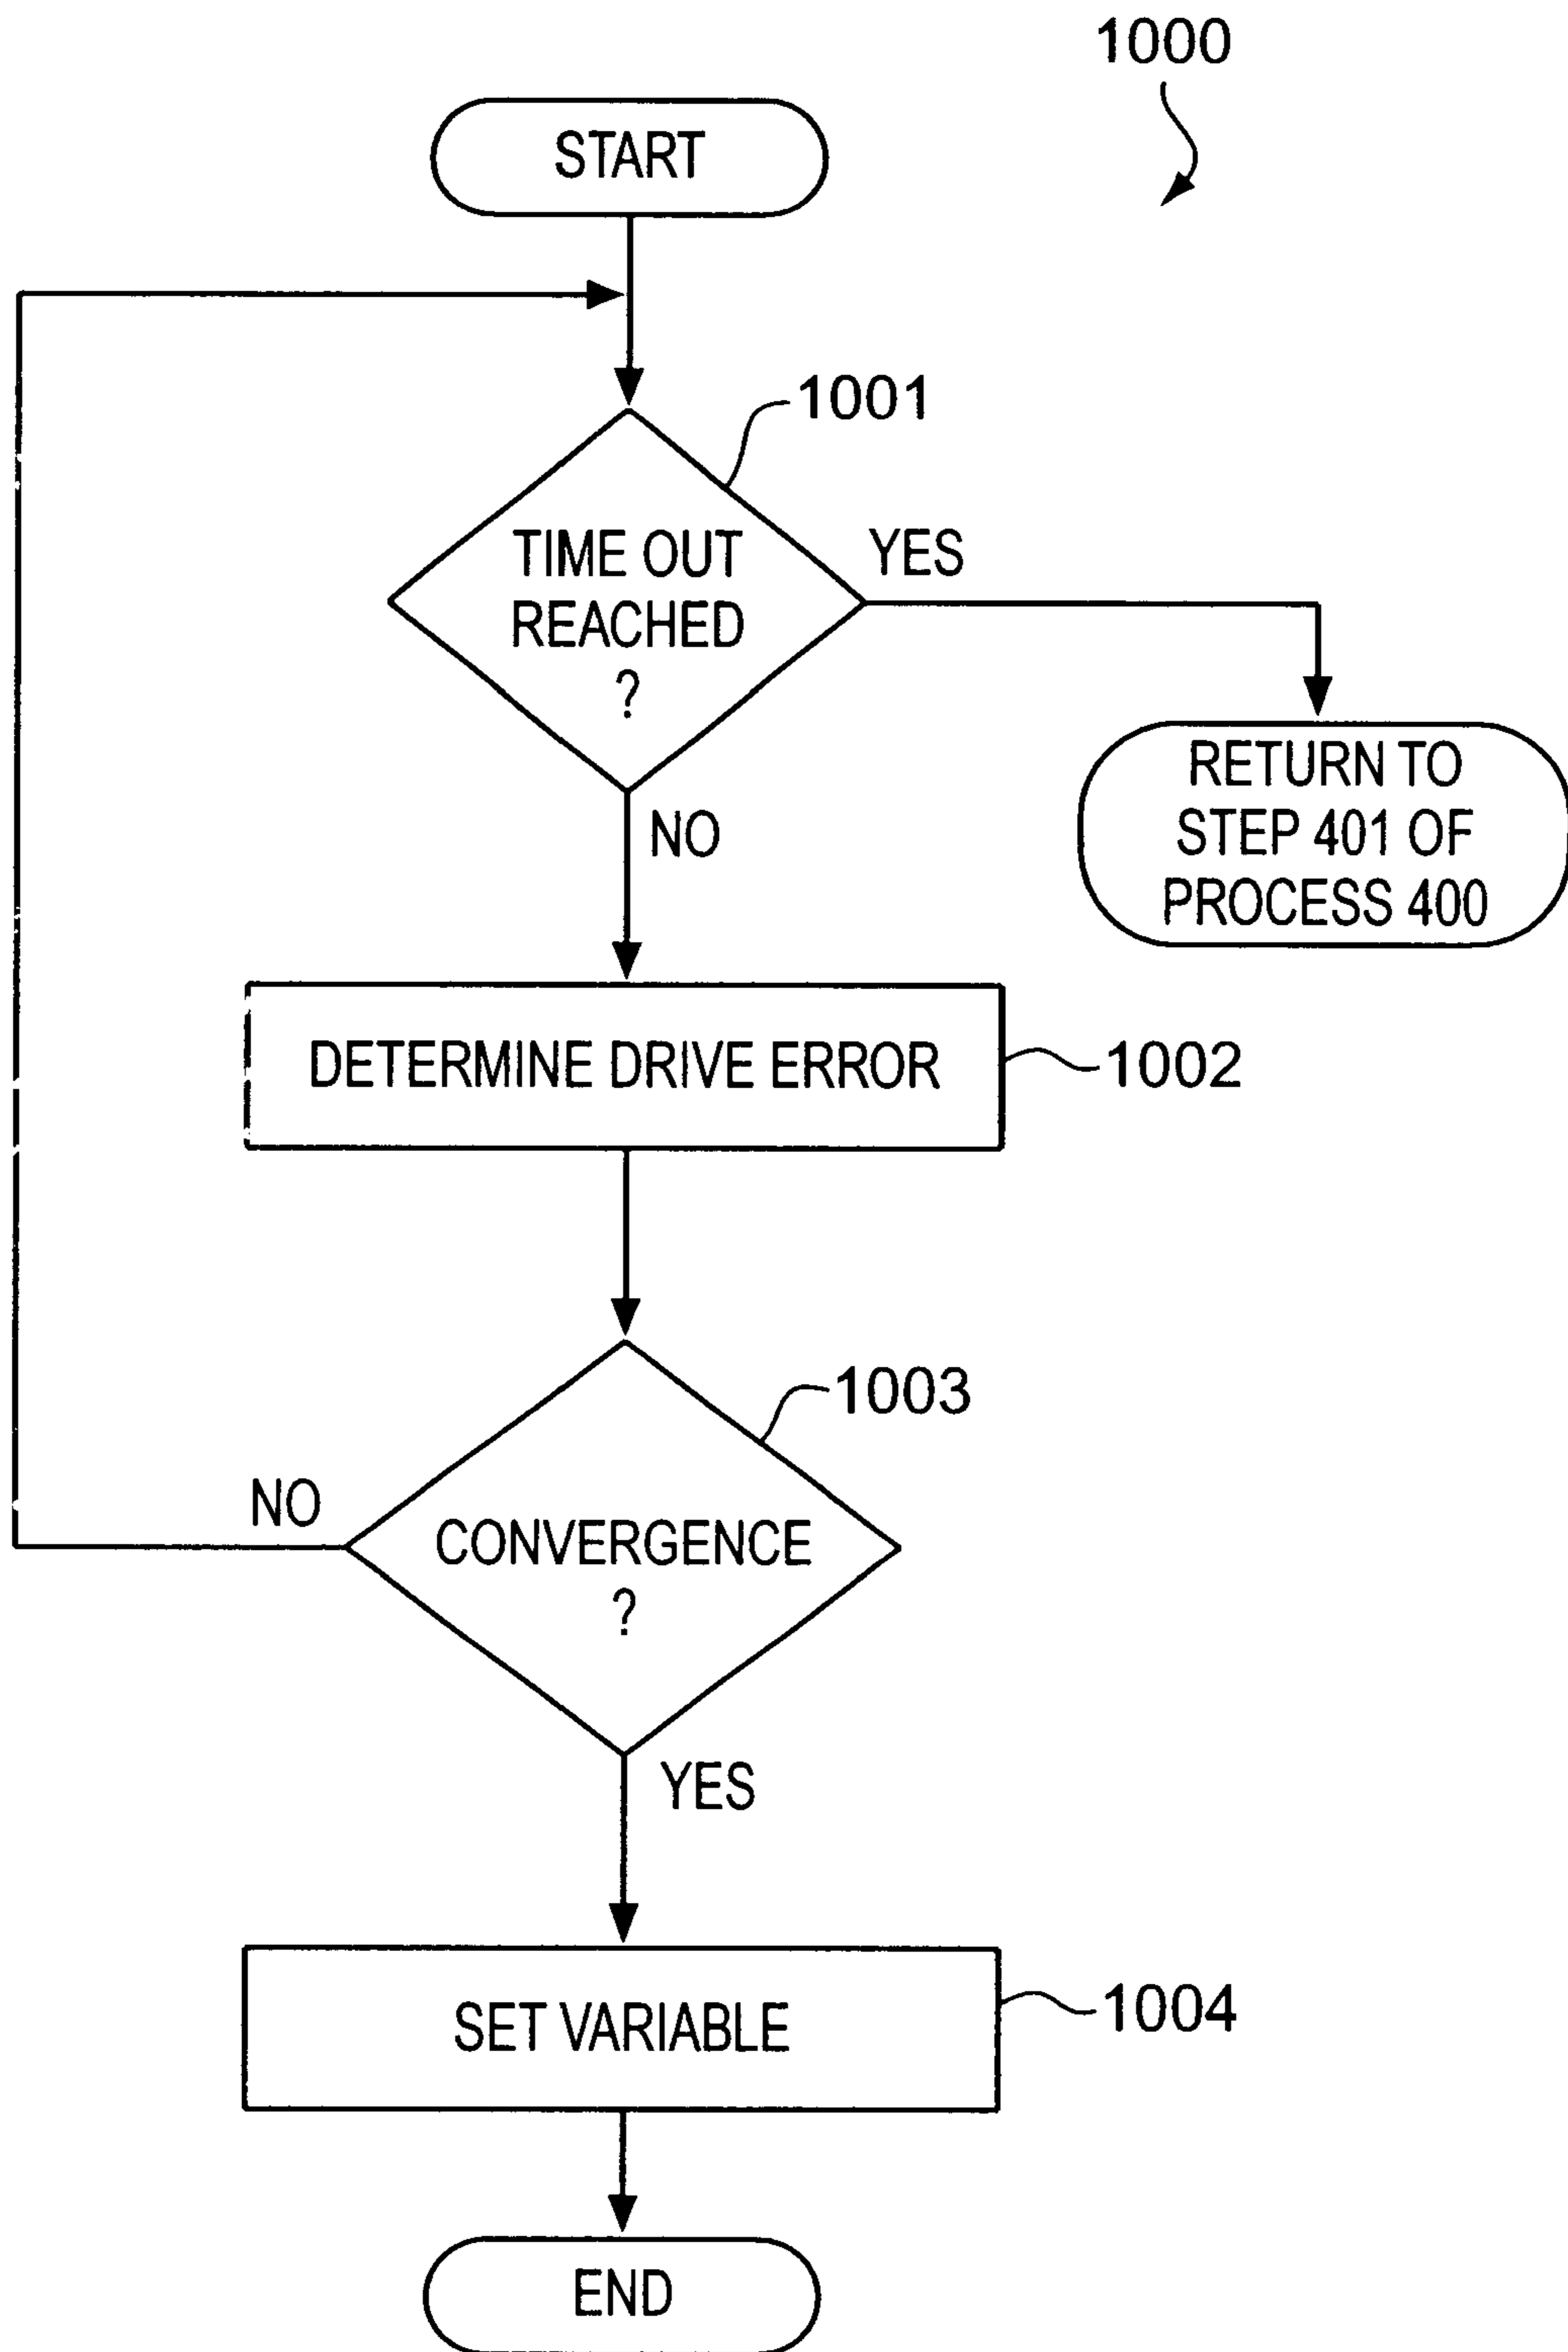 1000
START
1001
TIME OUT
REACHED
?
YES
NO
RETURN TO
STEP 401 OF
PROCESS 400
DETERMINE DRIVE ERROR
1002
1003
NO
CONVERGENCE
?
YES
SET VARIABLE
1004
END